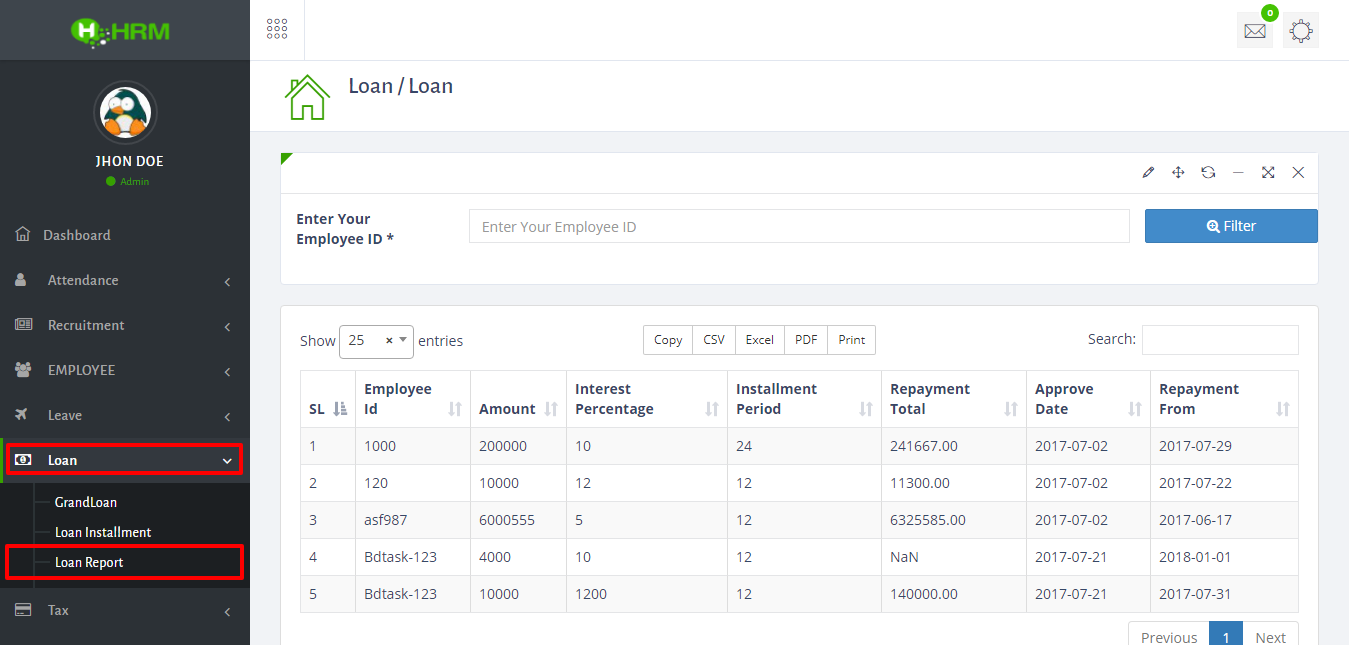 HRM
0
JHON DOE
Admin
Dashboard
Attendance
Recruitment
EMPLOYEE
Leave
Loan
GrandLoan
Loan Installment
Loan Report
Tax
Loan / Loan
Enter Your
Employee ID *
Enter Your Employee ID
Filter
Show 25 × entries
Copy CSV Excel PDF Print
Search:
SL Employee Id Amount Interest Percentage Installment Period Repayment Total Approve Date Repayment From
1 1000 200000 10 24 241667.00 2017-07-02 2017-07-29
2 120 10000 12 12 11300.00 2017-07-02 2017-07-22
3 asf987 6000555 5 12 6325585.00 2017-07-02 2017-06-17
4 Bdtask-123 4000 10 12 NaN 2017-07-21 2018-01-01
5 Bdtask-123 10000 1200 12 140000.00 2017-07-21 2017-07-31
Previous 1 Next